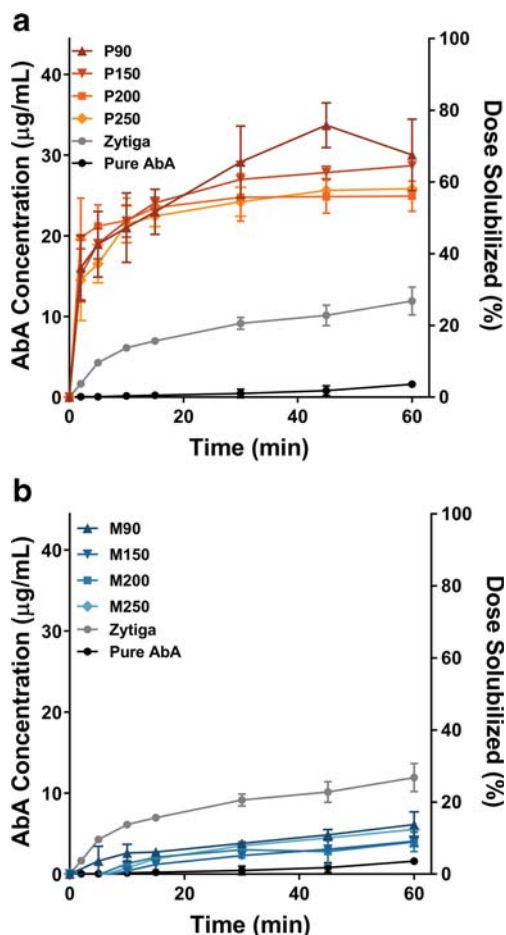 a
P90
P150
P200
P250
Zytiga
Pure AbA
AbA Concentration (μg/mL)
40
30
20
10
0
100
80
60
40
20
0
Dose Solubilized (%)
0
20
40
60
Time (min)
b
M90
M150
M200
M250
Zytiga
Pure AbA
AbA Concentration (μg/mL)
40
30
20
10
0
100
80
60
40
20
0
Dose Solubilized (%)
0
20
40
60
Time (min)